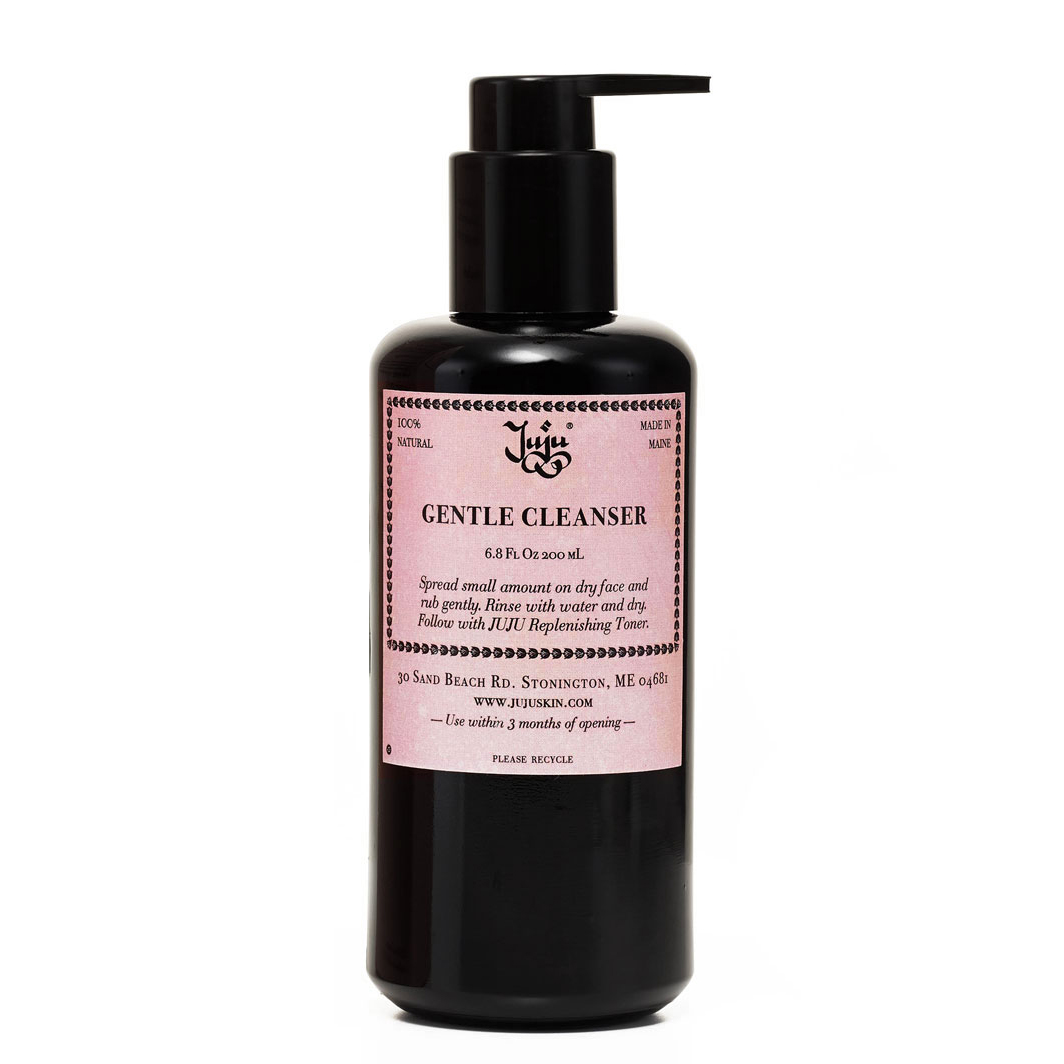 100%
NATURAL
Juju®
MADE IN
MAINE
GENTLE CLEANSER
6.8 FL OZ 200 ML
Spread small amount on dry face and
rub gently. Rinse with water and dry.
Follow with JUJU Replenishing Toner.
30 SAND BEACH RD. STONINGTON, ME 04681
WWW.JUJUSKIN.COM
— Use within 3 months of opening —
PLEASE RECYCLE